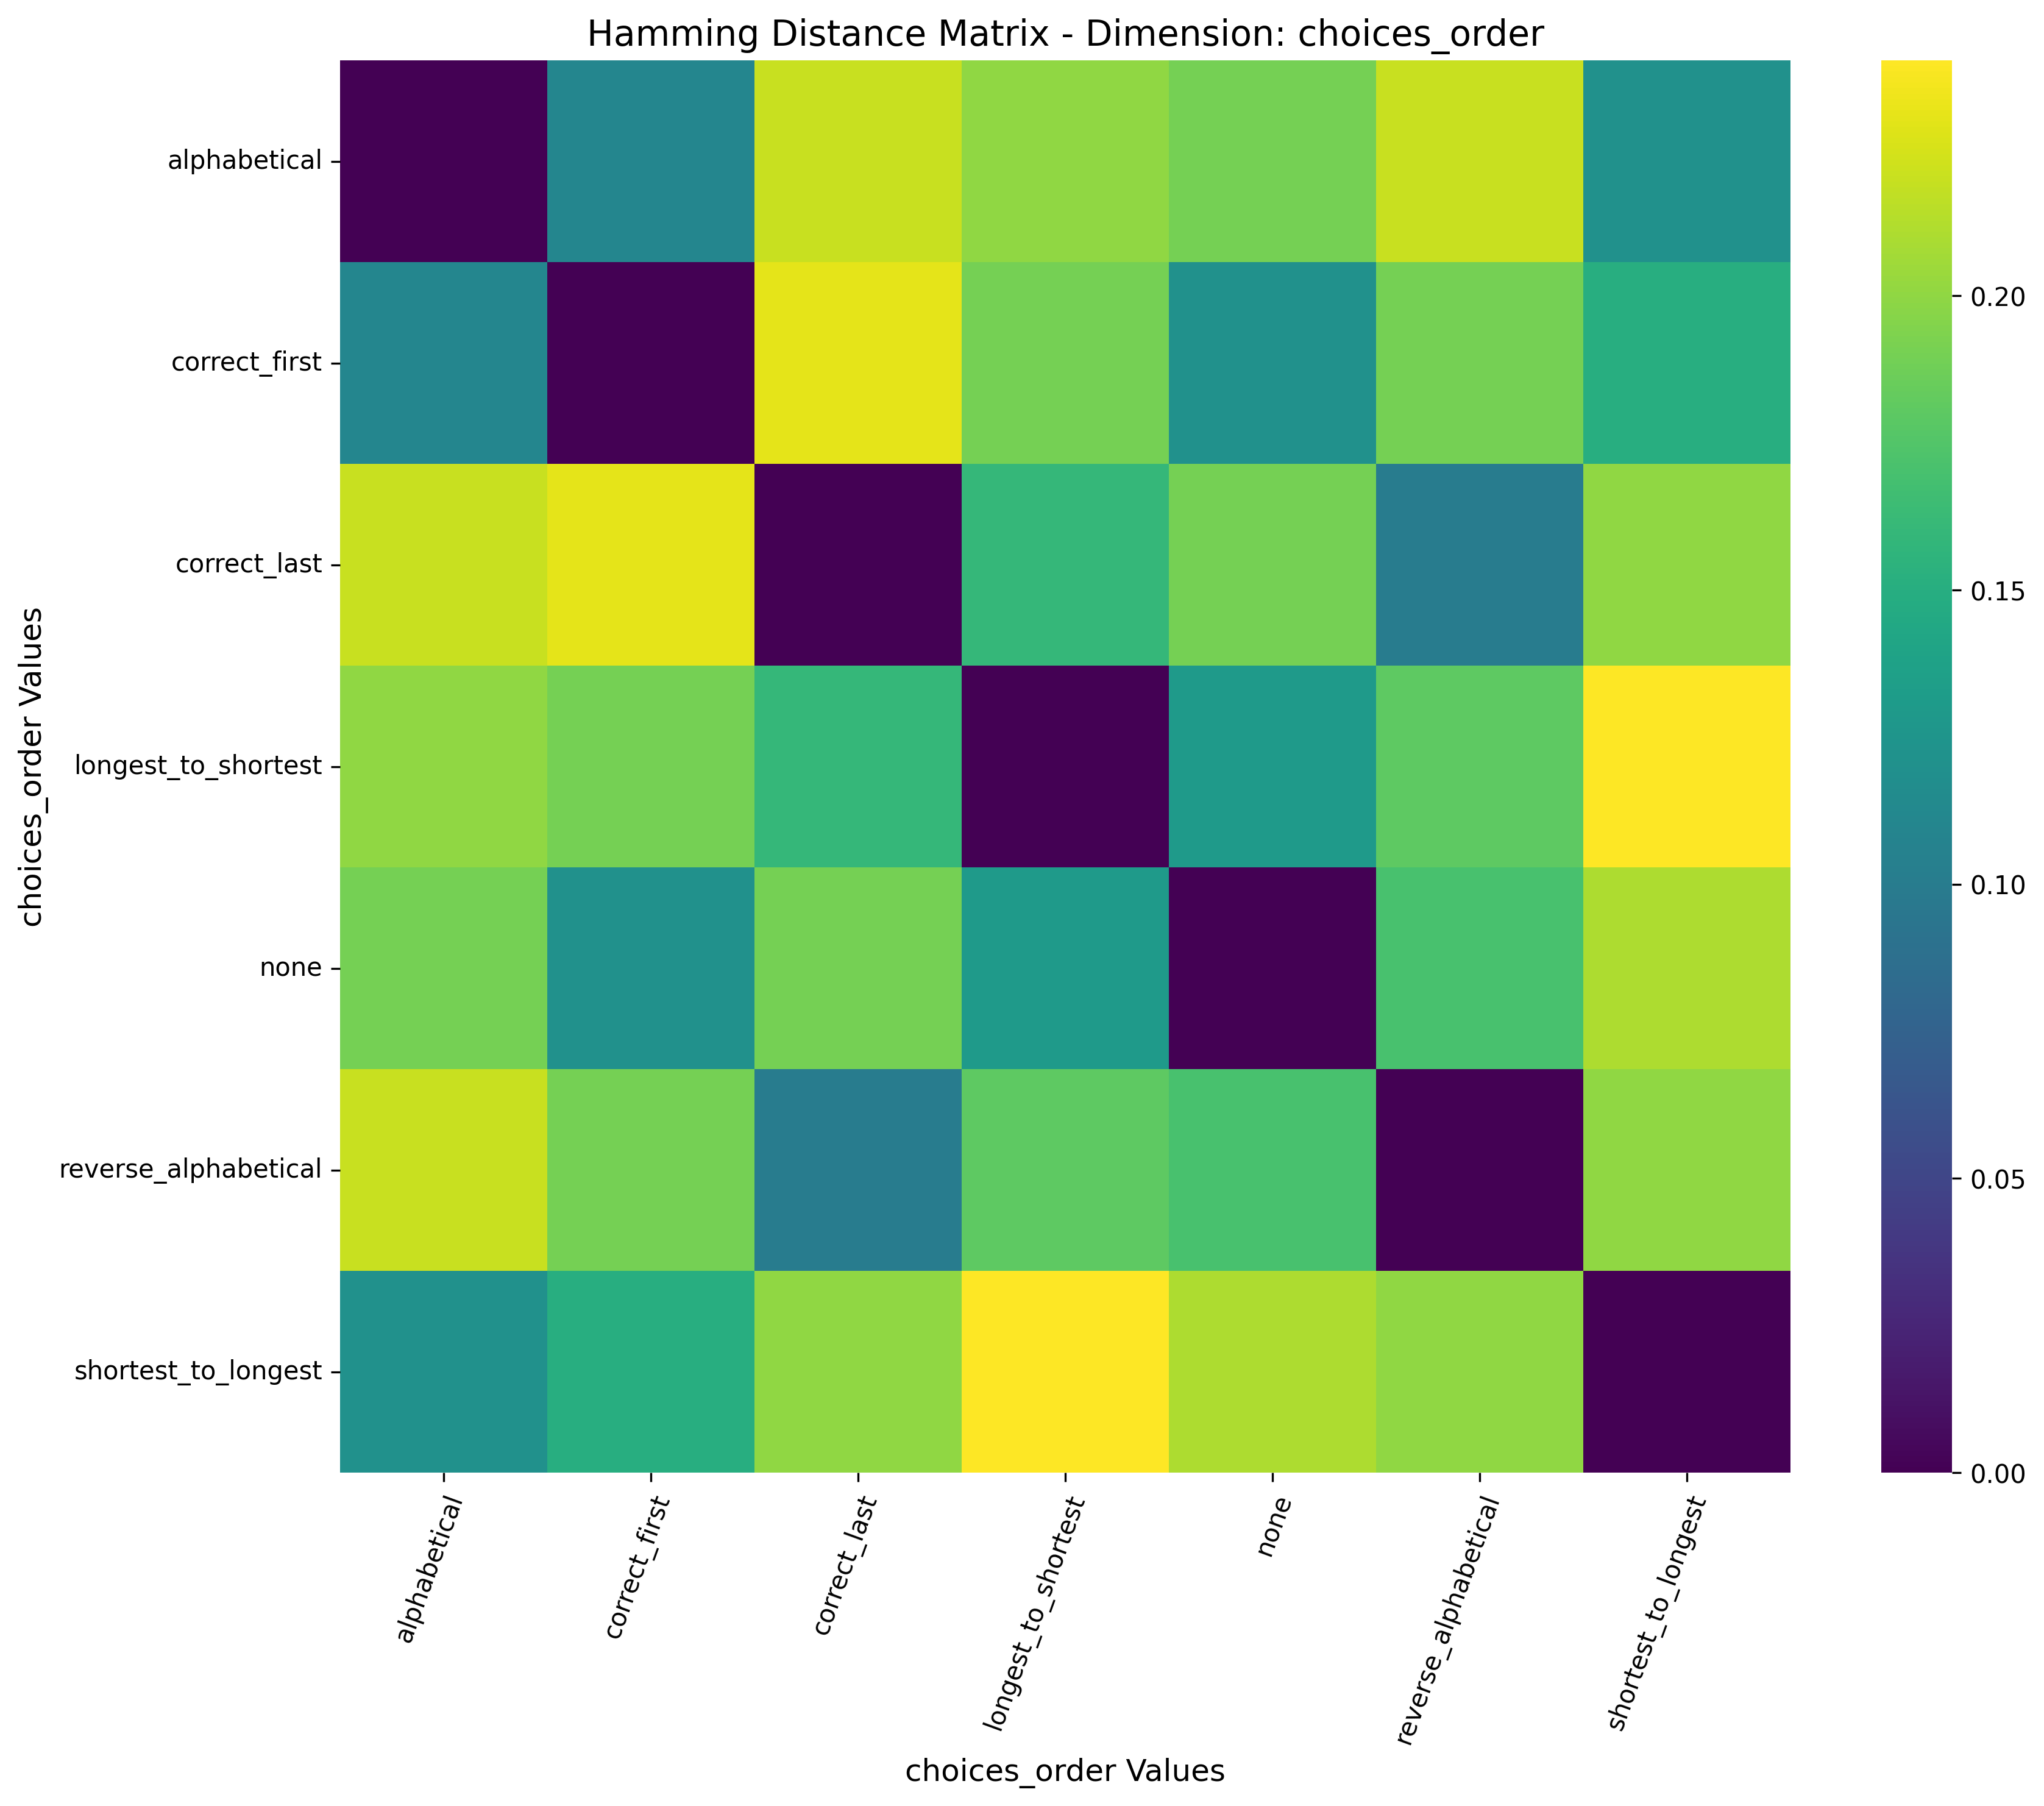 Hamming Distance Matrix - Dimension: choices_order
choices_order Values
alphabetical
correct_first
correct_last
longest_to_shortest
none
reverse_alphabetical
shortest_to_longest
alphabetical
correct_first
correct_last
longest_to_shortest
none
reverse_alphabetical
shortest_to_longest
choices_order Values
0.20
0.15
0.10
0.05
0.00